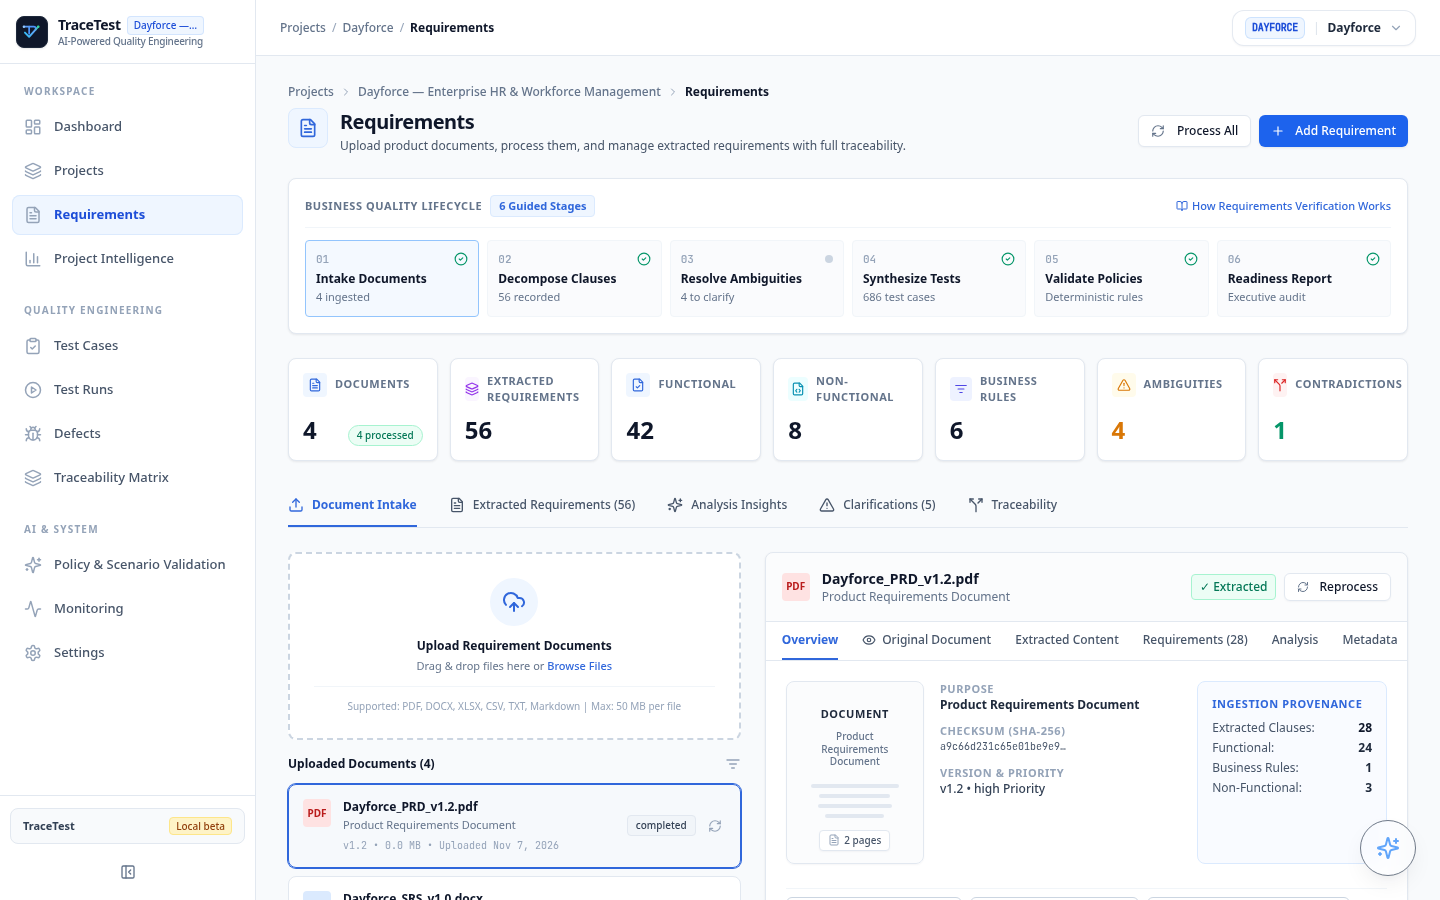 TraceTest
Dayforce —...
AI-Powered Quality Engineering
WORKSPACE
Dashboard
Projects
Requirements
Project Intelligence
QUALITY ENGINEERING
Test Cases
Test Runs
Defects
Traceability Matrix
AI & SYSTEM
Policy & Scenario Validation
Monitoring
Settings
TraceTest
Local beta
Projects / Dayforce / Requirements
DAYFORCE
Dayforce
Projects > Dayforce — Enterprise HR & Workforce Management > Requirements
Requirements
Upload product documents, process them, and manage extracted requirements with full traceability.
Process All
Add Requirement
BUSINESS QUALITY LIFECYCLE
6 Guided Stages
How Requirements Verification Works
01
Intake Documents
4 ingested
02
Decompose Clauses
56 recorded
03
Resolve Ambiguities
4 to clarify
04
Synthesize Tests
686 test cases
05
Validate Policies
Deterministic rules
06
Readiness Report
Executive audit
DOCUMENTS
4
4 processed
EXTRACTED
REQUIREMENTS
56
FUNCTIONAL
42
NON-
FUNCTIONAL
8
BUSINESS
RULES
6
AMBIGUITIES
4
CONTRADICTIONS
1
Document Intake
Extracted Requirements (56)
Analysis Insights
Clarifications (5)
Traceability
Upload Requirement Documents
Drag & drop files here or Browse Files
Supported: PDF, DOCX, XLSX, CSV, TXT, Markdown | Max: 50 MB per file
Uploaded Documents (4)
PDF
Dayforce_PRD_v1.2.pdf
Product Requirements Document
v1.2 • 0.0 MB • Uploaded Nov 7, 2026
completed
Dayforce_SRS_v1.0.docx
PDF
Dayforce_PRD_v1.2.pdf
Product Requirements Document
✓ Extracted
Reprocess
Overview
Original Document
Extracted Content
Requirements (28)
Analysis
Metadata
DOCUMENT
Product
Requirements
Document
2 pages
PURPOSE
Product Requirements Document
CHECKSUM (SHA-256)
a9c66d231c65e01be9e9…
VERSION & PRIORITY
v1.2 • high Priority
INGESTION PROVENANCE
Extracted Clauses: 28
Functional: 24
Business Rules: 1
Non-Functional: 3